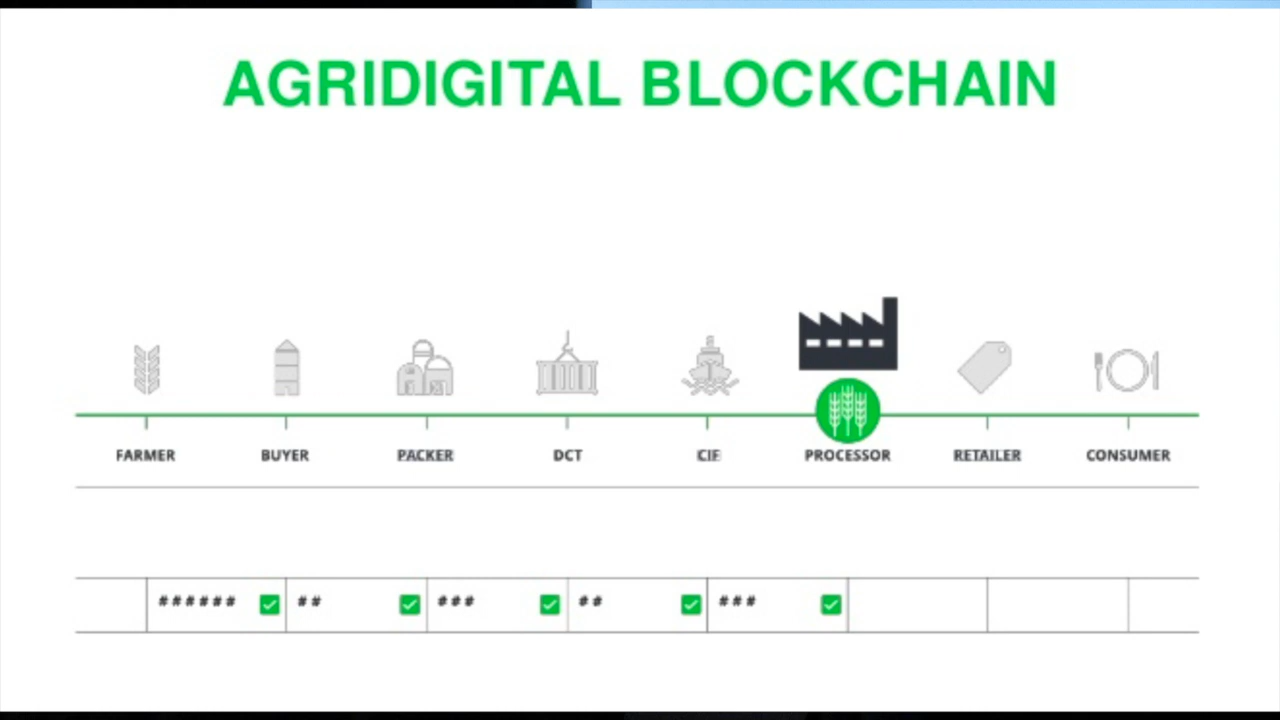 AGRIDIGITAL BLOCKCHAIN
FARMER BUYER PACKER DCT CIF PROCESSOR RETAILER CONSUMER
###### ## ### ## ###